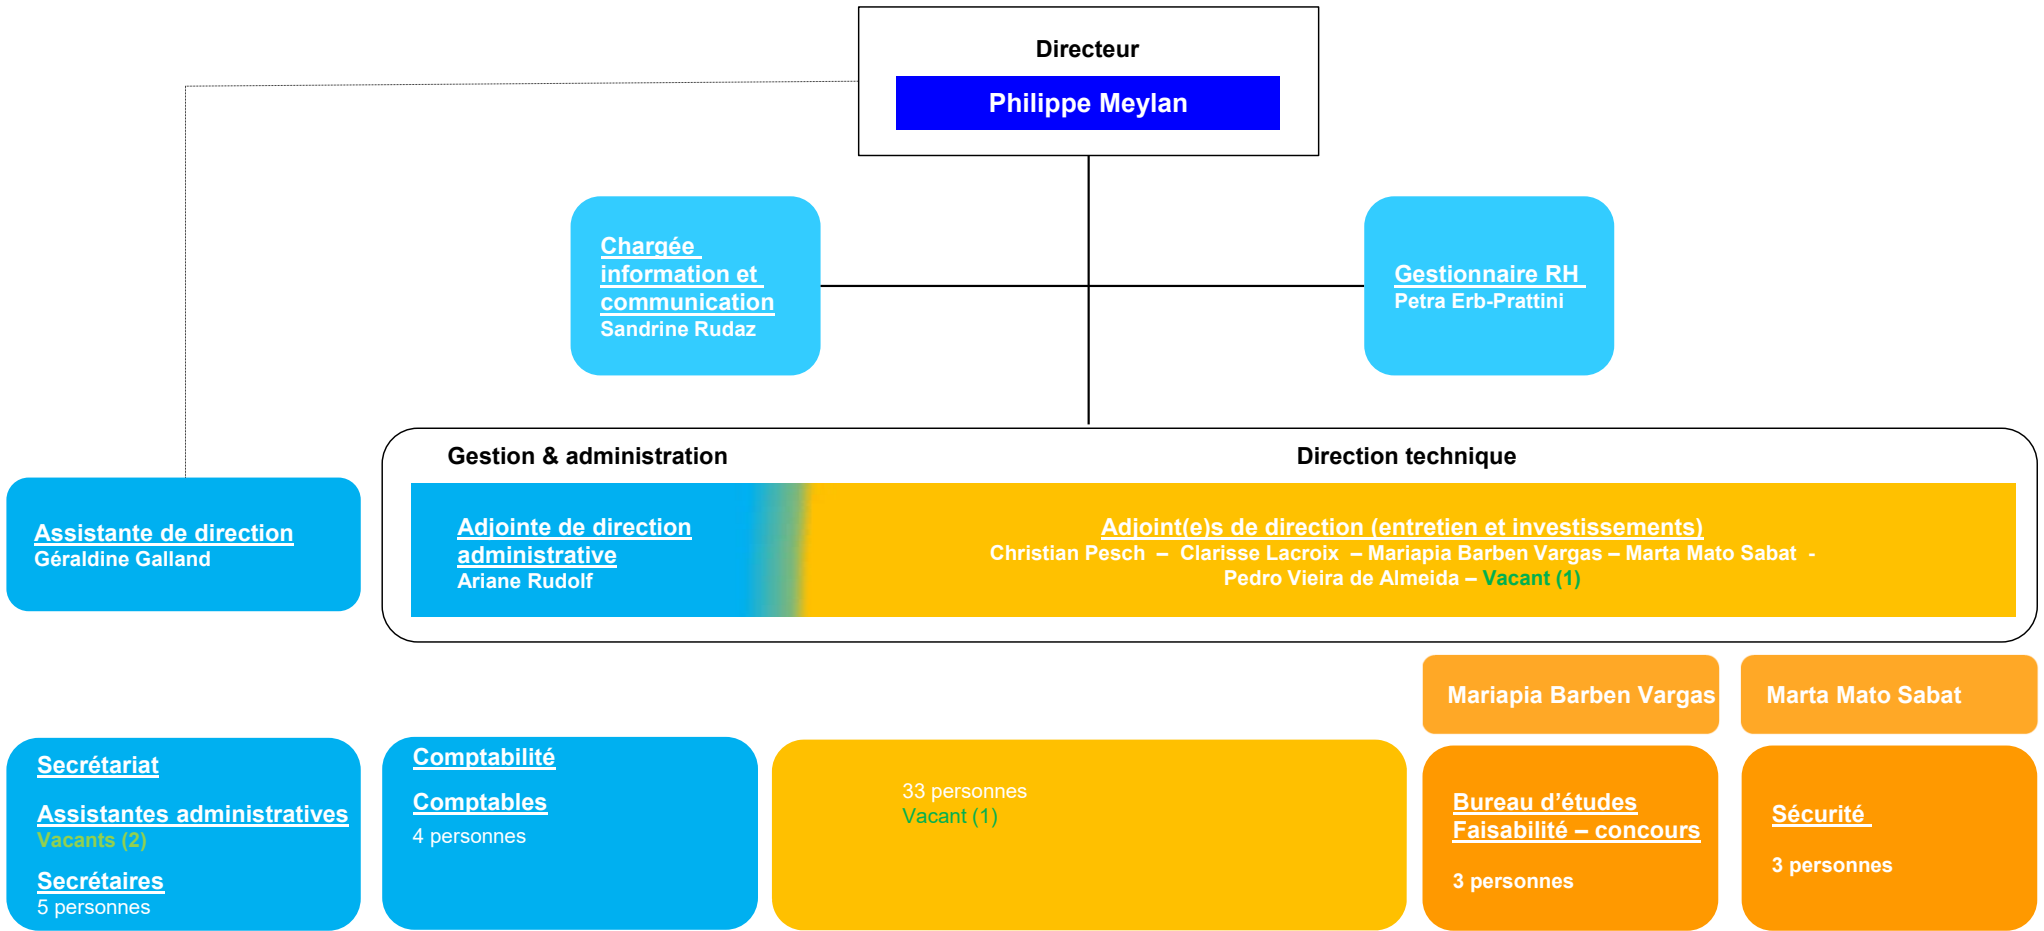 Directeur
Philippe Meylan
Chargée
information et
communication
Sandrine Rudaz
Gestionnaire RH
Petra Erb-Prattini
Gestion & administration
Direction technique
Assistante de direction
Géraldine Galland
Adjointe de direction
administrative
Ariane Rudolf
Adjoint(e)s de direction (entretien et investissements)
Christian Pesch – Clarisse Lacroix – Mariapia Barben Vargas – Marta Mato Sabat -
Pedro Vieira de Almeida – Vacant (1)
Mariapia Barben Vargas
Marta Mato Sabat
Secrétariat
Assistantes administratives
Vacants (2)
Secrétaires
5 personnes
Comptabilité
Comptables
4 personnes
33 personnes
Vacant (1)
Bureau d’études
Faisabilité – concours
3 personnes
Sécurité
3 personnes